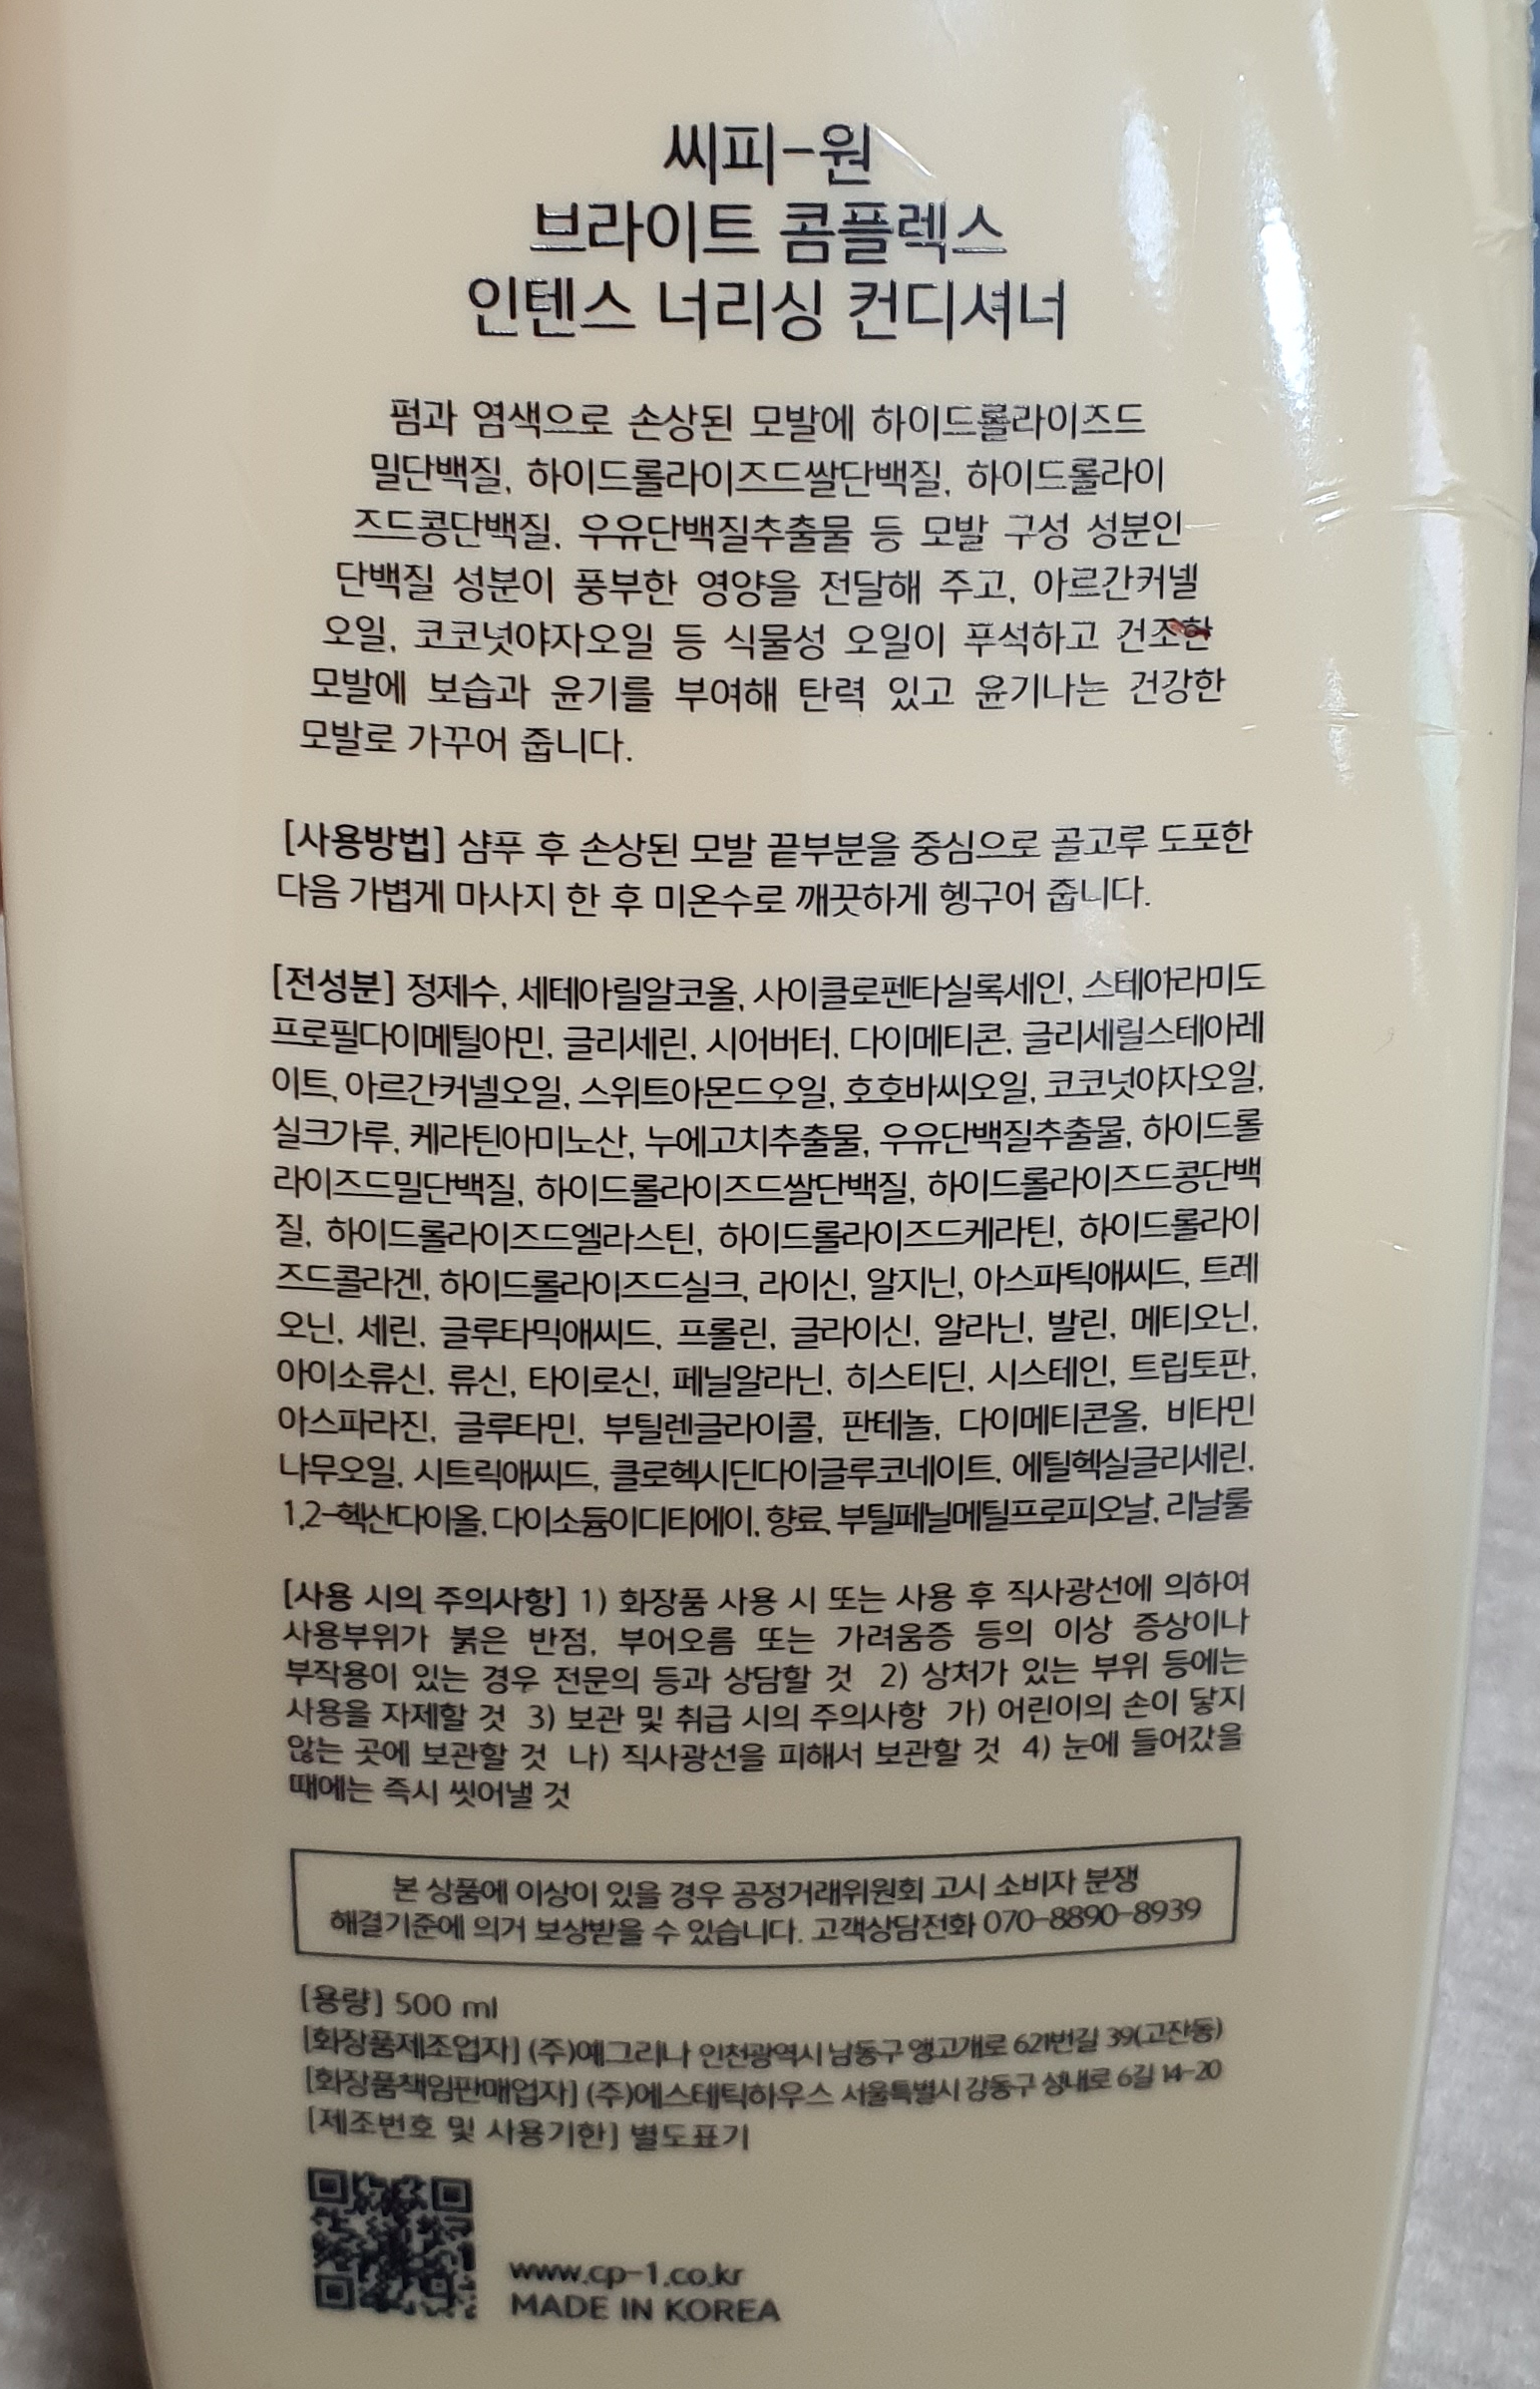 씨피-원
브라이트 콤플렉스
인텐스 너리싱 컨디셔너
펌과 염색으로 손상된 모발에 하이드롤라이즈드
밀단백질, 하이드롤라이즈드쌀단백질, 하이드롤라이
즈드콩단백질, 우유단백질추출물 등 모발 구성 성분인
단백질 성분이 풍부한 영양을 전달해 주고, 아르간커넬
오일, 코코넛야자오일 등 식물성 오일이 푸석하고 건조한
모발에 보습과 윤기를 부여해 탄력 있고 윤기나는 건강한
모발로 가꾸어 줍니다.
[사용방법] 샴푸 후 손상된 모발 끝부분을 중심으로 골고루 도포한
다음 가볍게 마사지 한 후 미온수로 깨끗하게 헹구어 줍니다.
[전성분] 정제수, 세테아릴알코올, 사이클로펜타실록세인, 스테아라미도
프로필다이메틸아민, 글리세린, 시어버터, 다이메티콘, 글리세릴스테아레
이트, 아르간커넬오일, 스위트아몬드오일, 호호바씨오일, 코코넛야자오일,
실크가루, 케라틴아미노산, 누에고치추출물, 우유단백질추출물, 하이드롤
라이즈드밀단백질, 하이드롤라이즈드쌀단백질, 하이드롤라이즈드콩단백
질, 하이드롤라이즈드엘라스틴, 하이드롤라이즈드케라틴, 하이드롤라이
즈드콜라겐, 하이드롤라이즈드실크, 라이신, 알지닌, 아스파틱애씨드, 트레
오닌, 세린, 글루타믹애씨드, 프롤린, 글라이신, 알라닌, 발린, 메티오닌,
아이소류신, 류신, 타이로신, 페닐알라닌, 히스티딘, 시스테인, 트립토판,
아스파라진, 글루타민, 부틸렌글라이콜, 판테놀, 다이메티콘올, 비타민
나무오일, 시트릭애씨드, 클로헥시딘다이글루코네이트, 에틸헥실글리세린,
1,2-헥산다이올, 다이소듐이디티에이, 향료, 부틸페닐메틸프로피오날, 리날룰
[사용 시의 주의사항] 1) 화장품 사용 시 또는 사용 후 직사광선에 의하여
사용부위가 붉은 반점, 부어오름 또는 가려움증 등의 이상 증상이나
부작용이 있는 경우 전문의 등과 상담할 것 2) 상처가 있는 부위 등에는
사용을 자제할 것 3) 보관 및 취급 시의 주의사항 가) 어린이의 손이 닿지
않는 곳에 보관할 것 나) 직사광선을 피해서 보관할 것 4) 눈에 들어갔을
때에는 즉시 씻어낼 것
본 상품에 이상이 있을 경우 공정거래위원회 고시 소비자 분쟁
해결기준에 의거 보상받을 수 있습니다. 고객상담전화 070-8890-8939
[용량] 500 ml
[화장품제조업자] (주)예그리나 인천광역시 남동구 앵고개로 621번길 39(고잔동)
[화장품책임판매업자] (주)에스테틱하우스 서울특별시 강동구 성내로 6길 14-20
[제조번호 및 사용기한] 별도표기
www.cp-1.co.kr
MADE IN KOREA